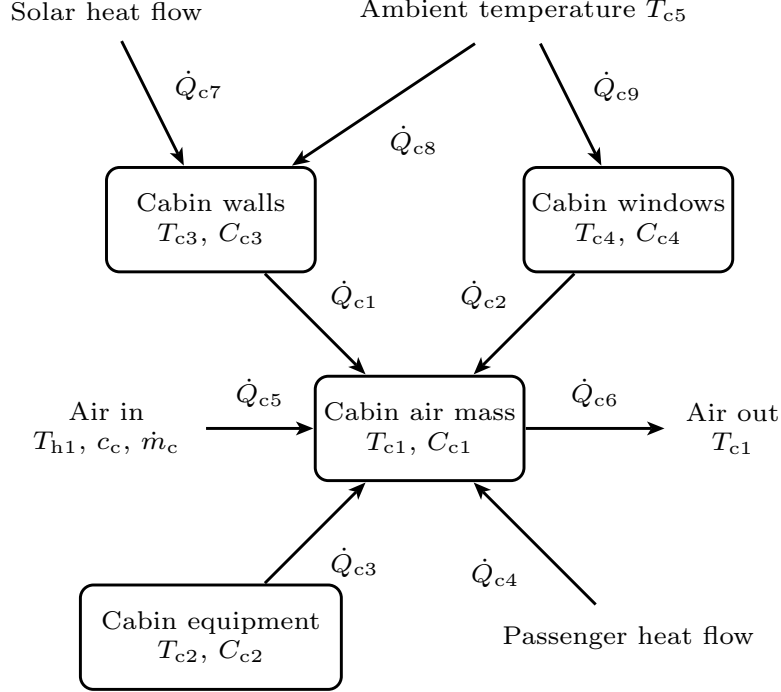 Solar heat flow
Ambient temperature T_c5
Q̇_c7
Q̇_c9
Q̇_c8
Cabin walls
T_c3, C_c3
Cabin windows
T_c4, C_c4
Q̇_c1
Q̇_c2
Q̇_c5
Q̇_c6
Air in
T_h1, c_c, ṁ_c
Cabin air mass
T_c1, C_c1
Air out
T_c1
Q̇_c3
Q̇_c4
Cabin equipment
T_c2, C_c2
Passenger heat flow